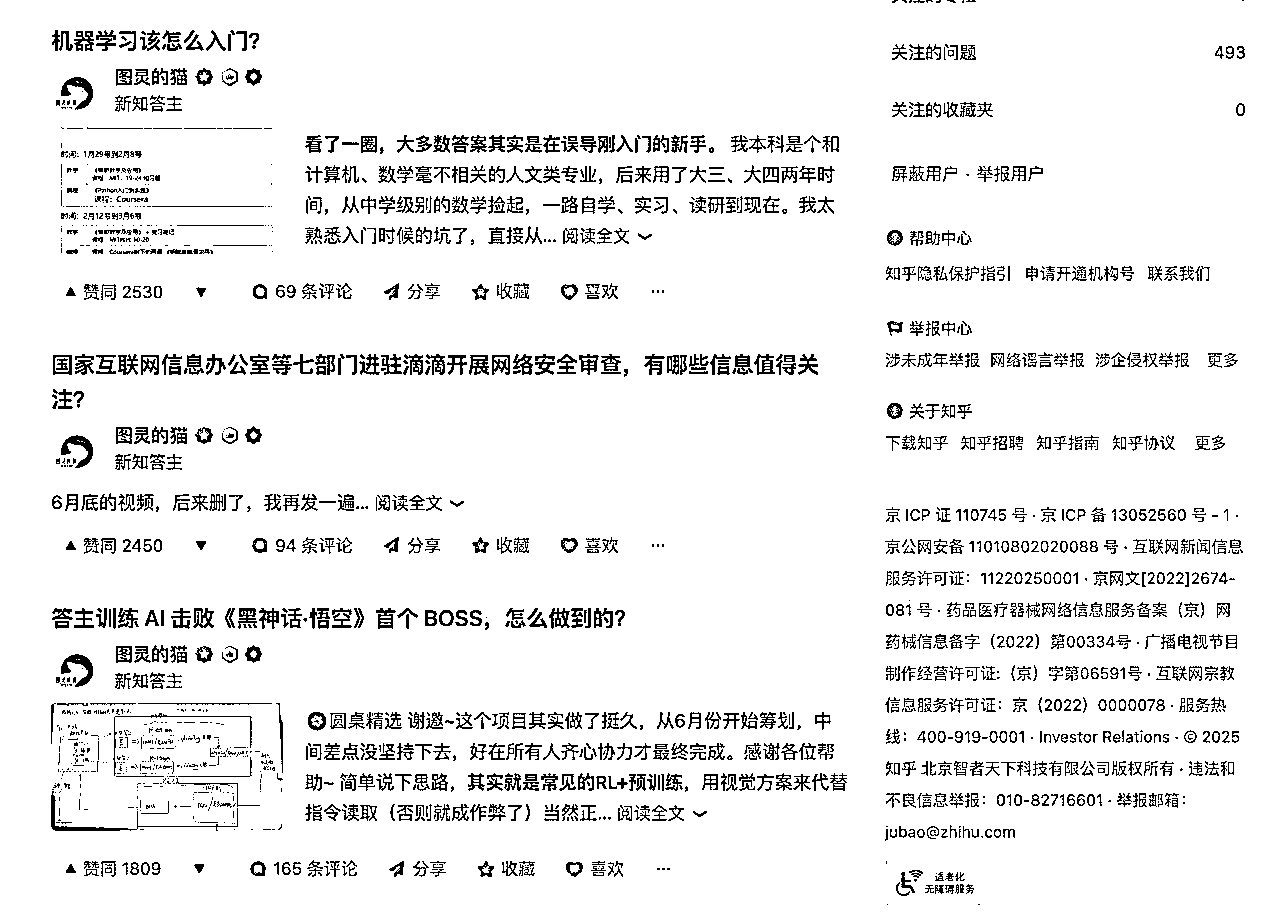 机器学习该怎么入门?
图灵的猫
新知答主
时间：1月29号到2月8号
课程：Coursera
时间：2月12号到3月6号
看了一圈，大多数答案其实是在误导刚入门的新手。 我本科是个和
计算机、数学毫不相关的人文类专业，后来用了大三、大四两年时
间，从中学级别的数学捡起，一路自学、实习、读研到现在。我太
熟悉入门时候的坑了，直接从... 阅读全文
▲ 赞同 2530 ▼ 69 条评论 分享 收藏 喜欢 ···
国家互联网信息办公室等七部门进驻滴滴开展网络安全审查，有哪些信息值得关
注?
图灵的猫
新知答主
6月底的视频，后来删了，我再发一遍... 阅读全文
▲ 赞同 2450 ▼ 94 条评论 分享 收藏 喜欢 ···
答主训练 AI 击败《黑神话·悟空》首个 BOSS，怎么做到的?
图灵的猫
新知答主
圆桌精选 谢邀~这个项目其实做了挺久，从6月份开始筹划，中
间差点没坚持下去，好在所有人齐心协力才最终完成。感谢各位帮
助~ 简单说下思路，其实就是常见的RL+预训练，用视觉方案来代替
指令读取（否则就成作弊了）当然正... 阅读全文
▲ 赞同 1809 ▼ 165 条评论 分享 收藏 喜欢 ···
关注的问题 493
关注的收藏夹 0
屏蔽用户 · 举报用户
帮助中心
知乎隐私保护指引 申请开通机构号 联系我们
举报中心
涉未成年举报 网络谣言举报 涉企侵权举报 更多
关于知乎
下载知乎 知乎招聘 知乎指南 知乎协议 更多
京 ICP 证 110745 号 · 京 ICP 备 13052560 号 - 1 ·
京公网安备 11010802020088 号 · 互联网新闻信息
服务许可证：11220250001 · 京网文[2022]2674-
081 号 · 药品医疗器械网络信息服务备案（京）网
药械信息备字（2022）第00334号 · 广播电视节目
制作经营许可证:（京）字第06591号 · 互联网宗教
信息服务许可证：京（2022）0000078 · 服务热
线：400-919-0001 · Investor Relations · © 2025
知乎 北京智者天下科技有限公司版权所有 · 违法和
不良信息举报：010-82716601 · 举报邮箱：
jubao@zhihu.com
适老化
无障碍服务